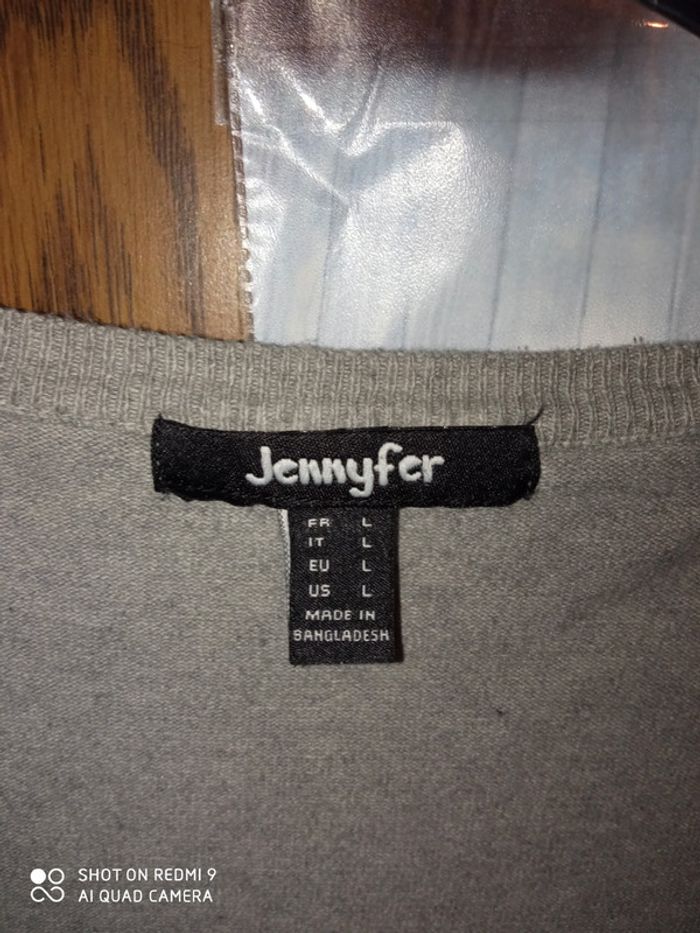 Jennyfer
FR L
IT L
EU L
US L
MADE IN
BANGLADESH
SHOT ON REDMI 9
AI QUAD CAMERA